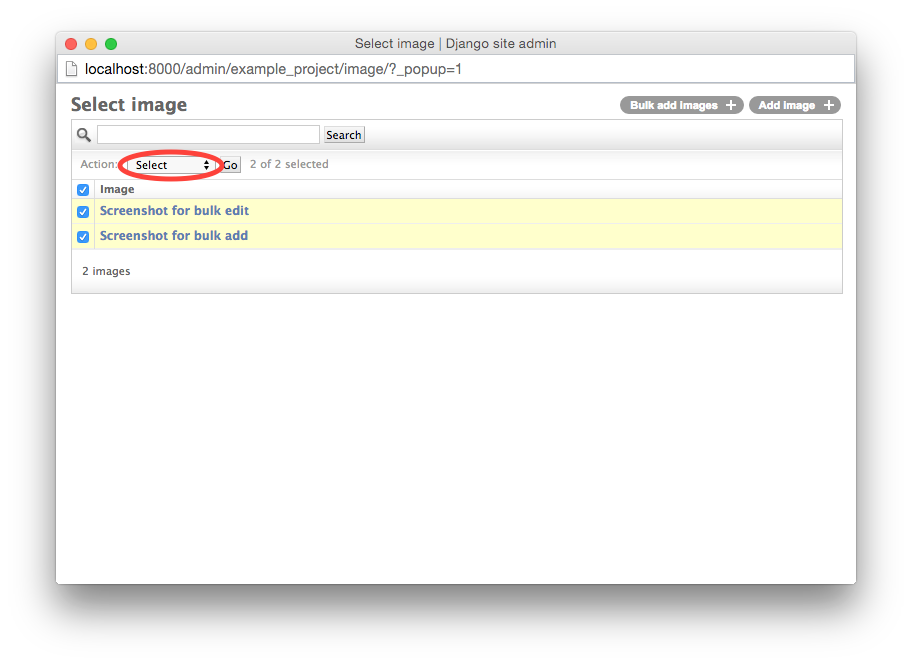 Select image | Django site admin
localhost:8000/admin/example_project/image/?_popup=1
Select image
Bulk add images +
Add image +
Search
Action: Select Go 2 of 2 selected
Image
Screenshot for bulk edit
Screenshot for bulk add
2 images